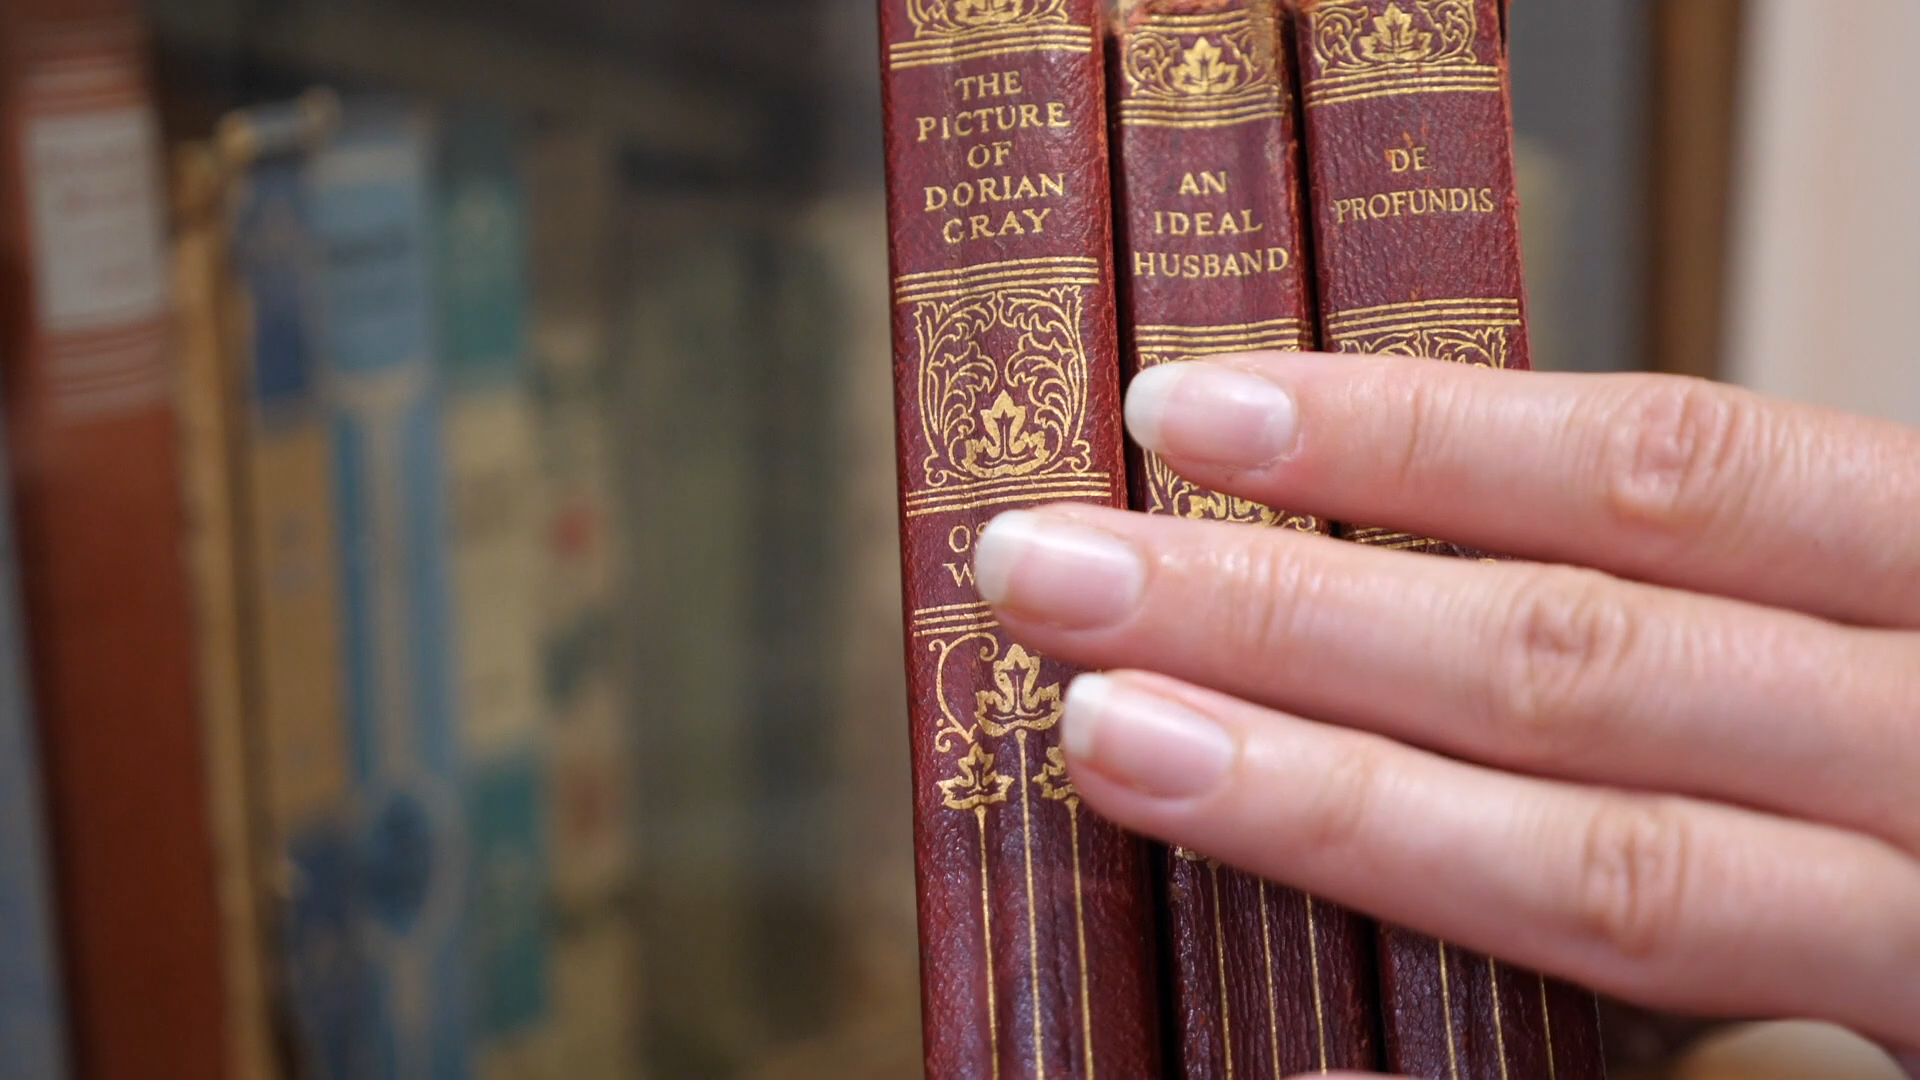 THE
PICTURE
OF
DORIAN
GRAY
AN
IDEAL
HUSBAND
DE
PROFUNDIS